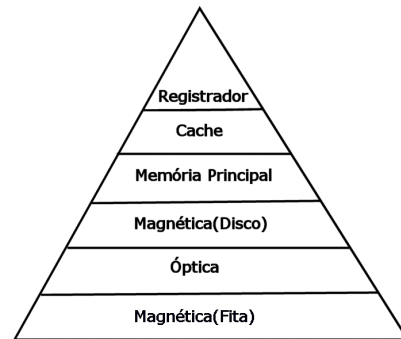 Registrador
Cache
Memória Principal
Magnética(Disco)
Óptica
Magnética(Fita)